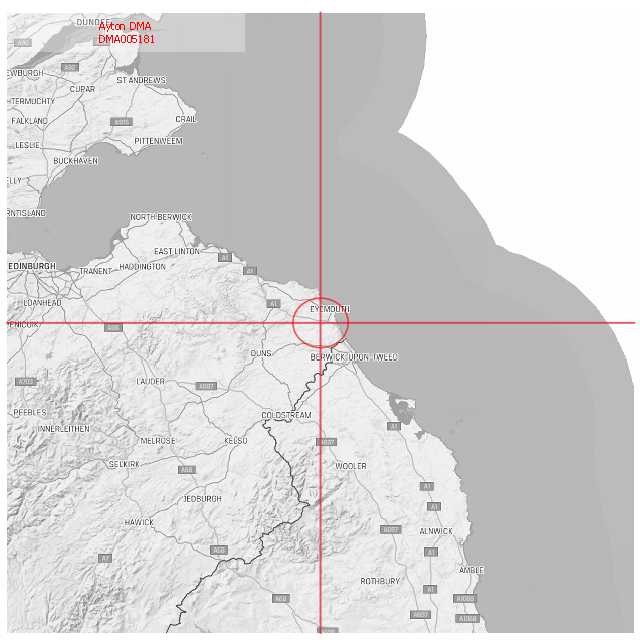 DUNDEE
Ayton DMA
DMA005181
A90
A92
EWBURGH
ST ANDREWS
CUPAR
HTERMUCHTY
FALKLAND
A915
CRAIL
LESLIE
PITTENWEEM
BUCKHAVEN
ELLY
RNTISLAND
NORTH BERWICK
EAST LINTON
A1
EDINBURGH
TRANENT
HADDINGTON
A1
LOANHEAD
A1
EYEMOUTH
ENICUIK
A68
DUNS
BERWICK-UPON-TWEED
A703
LAUDER
A697
PEEBLES
COLDSTREAM
INNERLEITHEN
A1
MELROSE
KELSO
A697
SELKIRK
A68
WOOLER
A1
JEDBURGH
A1
HAWICK
A697
ALNWICK
A68
A1
A7
AMBLE
ROTHBURY
A1
A68
A1068
A697
A1068